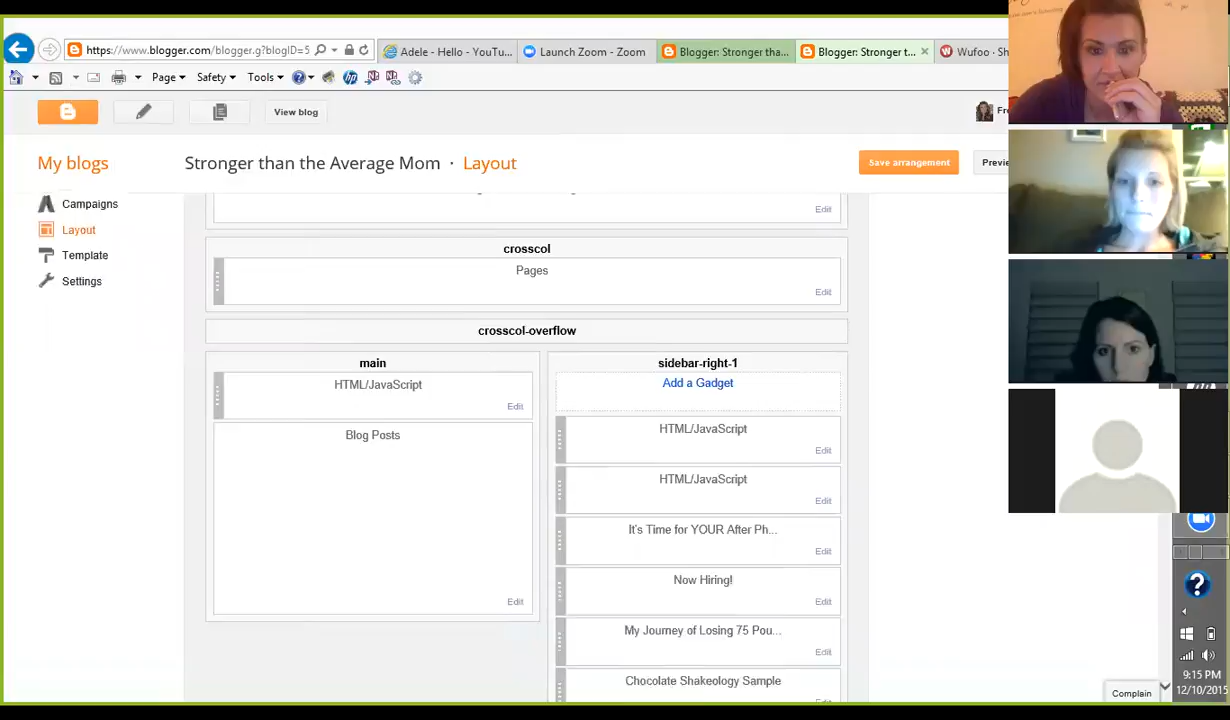 https://www.blogger.com/blogger.g?blogID=5
Adele - Hello - YouTu...
Launch Zoom - Zoom
Blogger: Stronger tha...
Blogger: Stronger t...
Wufoo · Sh
Page
Safety
Tools
View blog
My blogs
Stronger than the Average Mom · Layout
Save arrangement
Campaigns
Layout
Template
Settings
Edit
crosscol
Pages
Edit
crosscol-overflow
main
HTML/JavaScript
Edit
Blog Posts
Edit
sidebar-right-1
Add a Gadget
HTML/JavaScript
Edit
HTML/JavaScript
Edit
It's Time for YOUR After Ph...
Edit
Now Hiring!
Edit
My Journey of Losing 75 Pou...
Edit
Chocolate Shakeology Sample
Complain
9:15 PM
12/10/2015